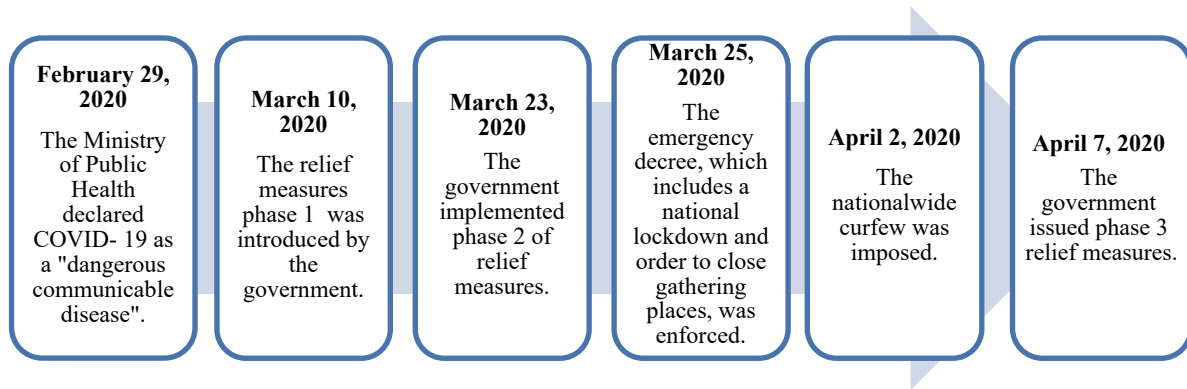 February 29,
2020
The Ministry
of Public
Health
declared
COVID- 19 as
a "dangerous
communicable
disease".
March 10,
2020
The relief
measures
phase 1 was
introduced by
the
government.
March 23,
2020
The
government
implemented
phase 2 of
relief
measures.
March 25,
2020
The
emergency
decree, which
includes a
national
lockdown and
order to close
gathering
places, was
enforced.
April 2, 2020
The
nationalwide
curfew was
imposed.
April 7, 2020
The
government
issued phase 3
relief measures.